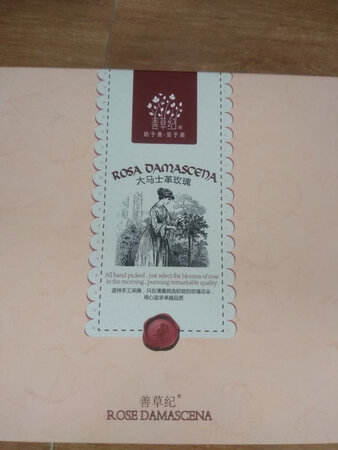 善草纪®
始于善·至于美
ROSA DAMASCENA
大马士革玫瑰
All hand picked , just select the blooms of rose
in the morning , pursuing remarkable quality.
坚持手工采摘，只在清晨挑选初绽的玫瑰花朵，
用心追求卓越品质
善草纪®
ROSE DAMASCENA